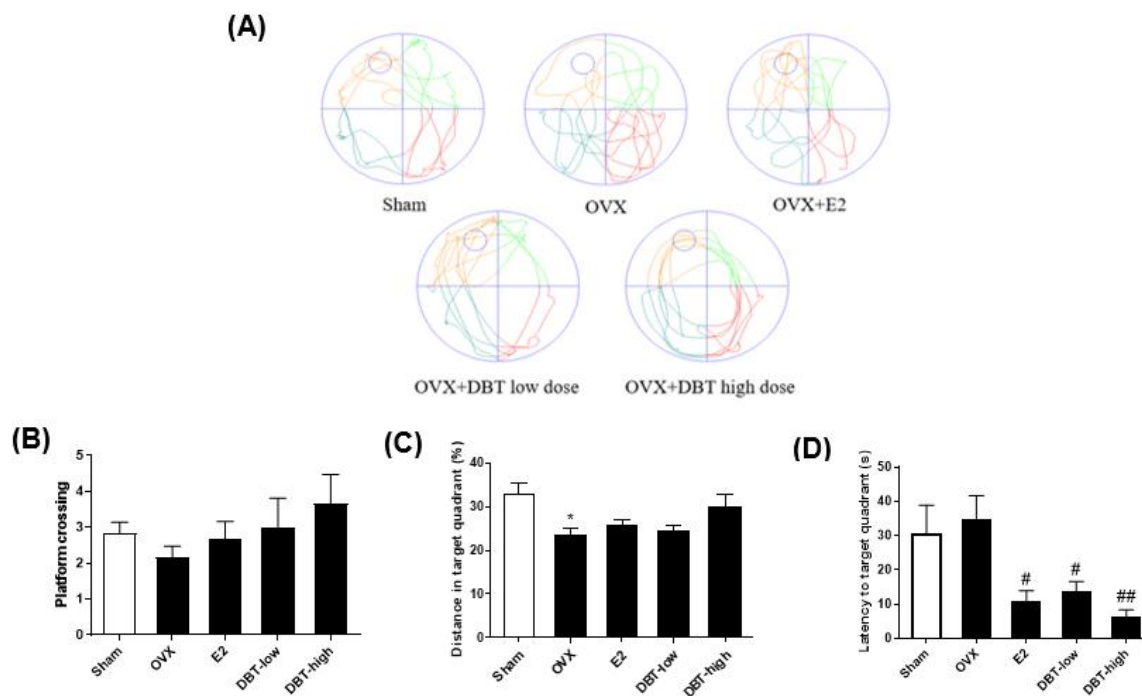 (A)
Sham
OVX
OVX+E2
OVX+DBT low dose
OVX+DBT high dose
(B)
Platform crossing
5
4
3
2
1
0
Sham
OVX
E2
DBT-low
DBT-high
(C)
Distance in target quadrant (%)
40
30
20
10
0
*
Sham
OVX
E2
DBT-low
DBT-high
(D)
Latency to target quadrant (s)
50
40
30
20
10
0
#
#
##
Sham
OVX
E2
DBT-low
DBT-high